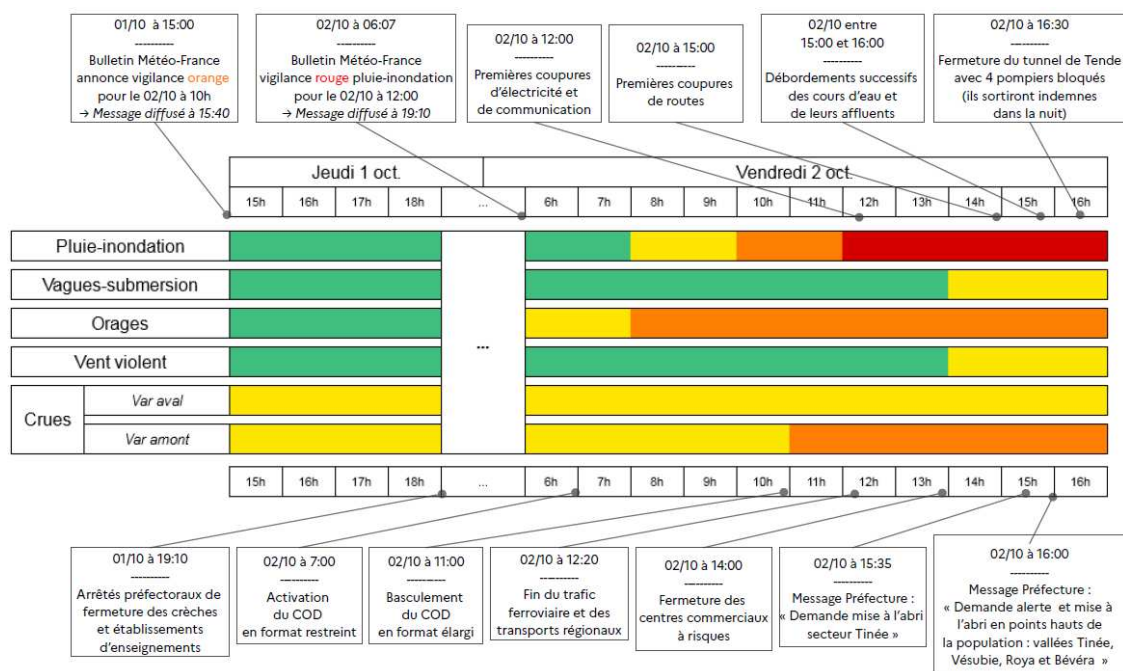 01/10 à 15:00
----------
Bulletin Météo-France
annonce vigilance orange
pour le 02/10 à 10h
→ Message diffusé à 15:40
02/10 à 06:07
----------
Bulletin Météo-France
vigilance rouge pluie-inondation
pour le 02/10 à 12:00
→ Message diffusé à 19:10
02/10 à 12:00
----------
Premières coupures
d'électricité et
de communication
02/10 à 15:00
----------
Premières coupures
de routes
02/10 entre
15:00 et 16:00
----------
Débordements successifs
des cours d'eau et
de leurs affluents
02/10 à 16:30
----------
Fermeture du tunnel de Tende
avec 4 pompiers bloqués
(ils sortiront indemnes
dans la nuit)
Jeudi 1 oct. Vendredi 2 oct.
15h 16h 17h 18h ... 6h 7h 8h 9h 10h 11h 12h 13h 14h 15h 16h
Pluie-inondation
Vagues-submersion
Orages
...
Vent violent
Crues
Var aval
Var amont
15h 16h 17h 18h ... 6h 7h 8h 9h 10h 11h 12h 13h 14h 15h 16h
01/10 à 19:10
----------
Arrêtés préfectoraux de
fermeture des crèches
et établissements
d'enseignements
02/10 à 7:00
----------
Activation
du COD
en format restreint
02/10 à 11:00
----------
Basculement
du COD
en format élargi
02/10 à 12:20
----------
Fin du trafic
ferroviaire et des
transports régionaux
02/10 à 14:00
----------
Fermeture des
centres commerciaux
à risques
02/10 à 15:35
----------
Message Préfecture :
« Demande mise à l'abri
secteur Tinée »
02/10 à 16:00
----------
Message Préfecture :
« Demande alerte et mise à
l'abri en points hauts de
la population : vallées Tinée,
Vésubie, Roya et Bévéra »